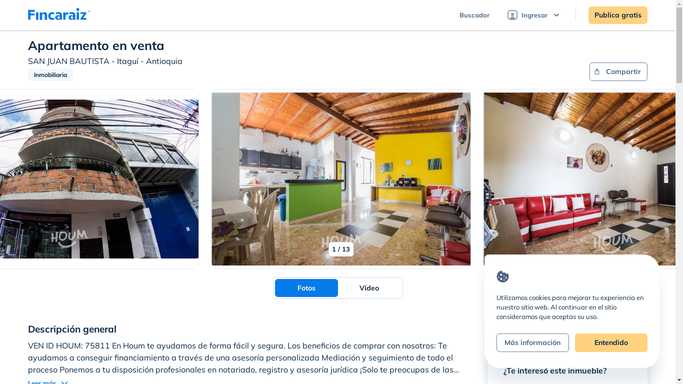 Fincaraiz
Buscador
Ingresar
Publica gratis
Apartamento en venta
SAN JUAN BAUTISTA - Itaguí - Antioquia
Inmobiliaria
Compartir
HOUM
HOUM
HOUM
1 / 13
Fotos
Video
Descripción general
VEN ID HOUM: 75811 En Houm te ayudamos de forma fácil y segura. Los beneficios de comprar con nosotros: Te
ayudamos a conseguir financiamiento a través de una asesoría personalizada Mediación y seguimiento de todo el
proceso Ponemos a tu disposición profesionales en notariado, registro y asesoría jurídica ¡Solo te preocupas de las...
Leer más
Utilizamos cookies para mejorar tu experiencia en
nuestro sitio web. Al continuar en el sitio
consideramos que aceptas su uso.
Más información
Entendido
¿Te interesó este inmueble?